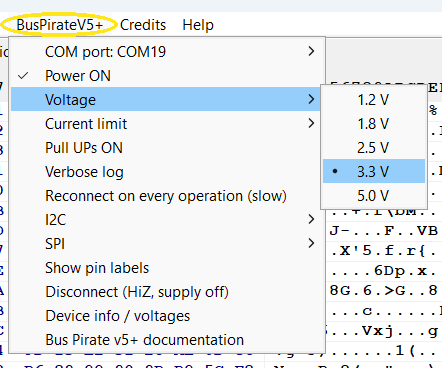 BusPirateV5+ Credits Help
COM port: COM19
Power ON
Voltage
1.2 V
1.8 V
2.5 V
3.3 V
5.0 V
Current limit
Pull UPs ON
Verbose log
Reconnect on every operation (slow)
I2C
SPI
Show pin labels
Disconnect (HiZ, supply off)
Device info / voltages
Bus Pirate v5+ documentation